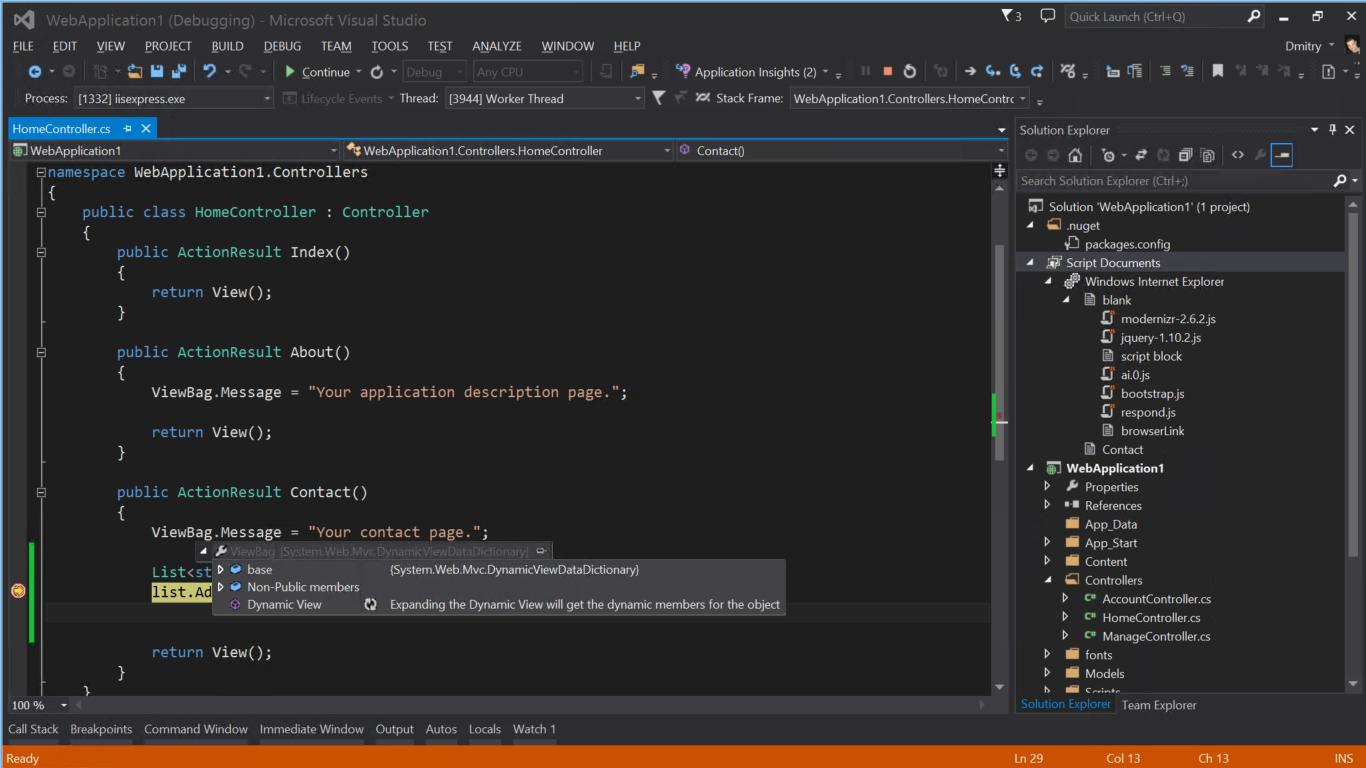 WebApplication1 (Debugging) - Microsoft Visual Studio
3
Quick Launch (Ctrl+Q)
FILE EDIT VIEW PROJECT BUILD DEBUG TEAM TOOLS TEST ANALYZE WINDOW HELP
Dmitry
Continue Debug Any CPU Application Insights (2)
Process: [1332] iisexpress.exe Lifecycle Events Thread: [3944] Worker Thread Stack Frame: WebApplication1.Controllers.HomeContrc
HomeController.cs
WebApplication1 WebApplication1.Controllers.HomeController Contact()
namespace WebApplication1.Controllers
{
public class HomeController : Controller
{
public ActionResult Index()
{
return View();
}
public ActionResult About()
{
ViewBag.Message = "Your application description page.";
return View();
}
public ActionResult Contact()
{
ViewBag.Message = "Your contact page.";
ViewBag {System.Web.Mvc.DynamicViewDataDictionary}
List<st
base {System.Web.Mvc.DynamicViewDataDictionary}
list.Ad
Non-Public members
Dynamic View Expanding the Dynamic View will get the dynamic members for the object
return View();
}
}
100 %
Solution Explorer
Search Solution Explorer (Ctrl+;)
Solution 'WebApplication1' (1 project)
.nuget
packages.config
Script Documents
Windows Internet Explorer
blank
modernizr-2.6.2.js
jquery-1.10.2.js
script block
ai.0.js
bootstrap.js
respond.js
browserLink
Contact
WebApplication1
Properties
References
App_Data
App_Start
Content
Controllers
C# AccountController.cs
C# HomeController.cs
C# ManageController.cs
fonts
Models
Scripts
Solution Explorer Team Explorer
Call Stack Breakpoints Command Window Immediate Window Output Autos Locals Watch 1
Ready Ln 29 Col 13 Ch 13 INS